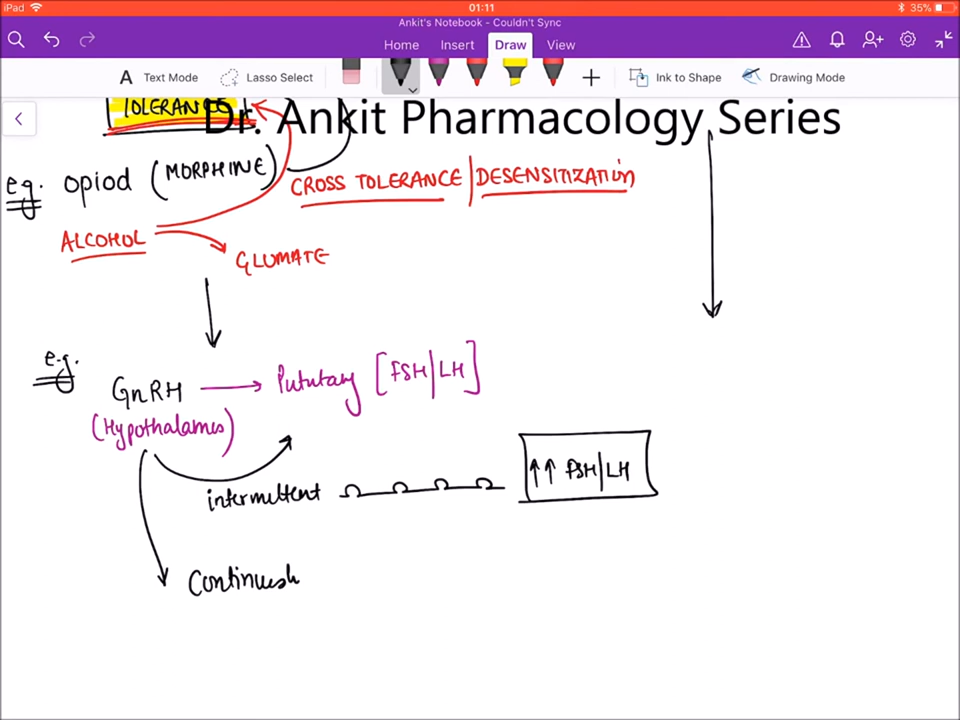 iPad 01:11 35%
Ankit's Notebook - Couldn't Sync
Home Insert Draw View
A Text Mode Lasso Select Ink to Shape Drawing Mode
TOLERANCE
Dr. Ankit Pharmacology Series
e.g. opiod (MORPHINE)
CROSS TOLERANCE | DESENSITIZATION
ALCOHOL
GLUMATE
e.g.
GnRH → Pututary [FSH/LH]
(Hypothalames)
intermittent
↑↑ FSH/LH
Continuesh